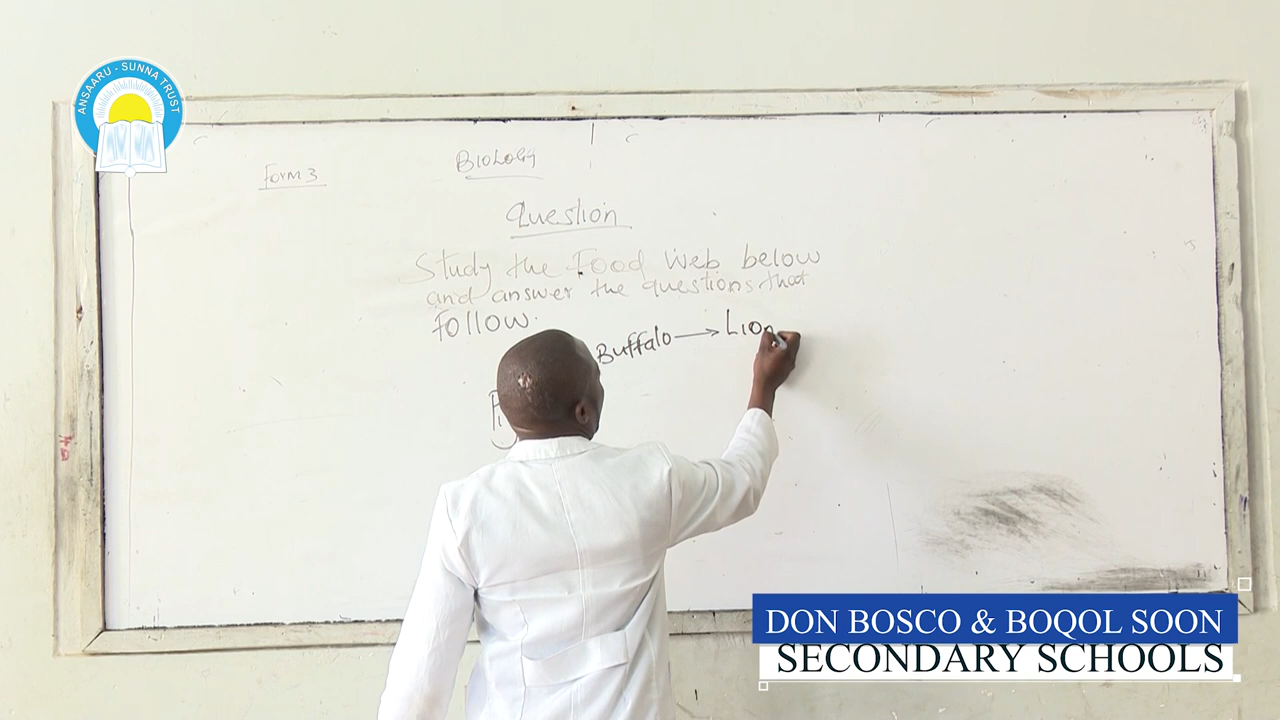 ANSAARU - SUNNA TRUST
Form 3
BIOLOGY
Question
Study the Food Web below
and answer the questions that
Follow.
Buffalo → Lion
DON BOSCO & BOQOL SOON
SECONDARY SCHOOLS